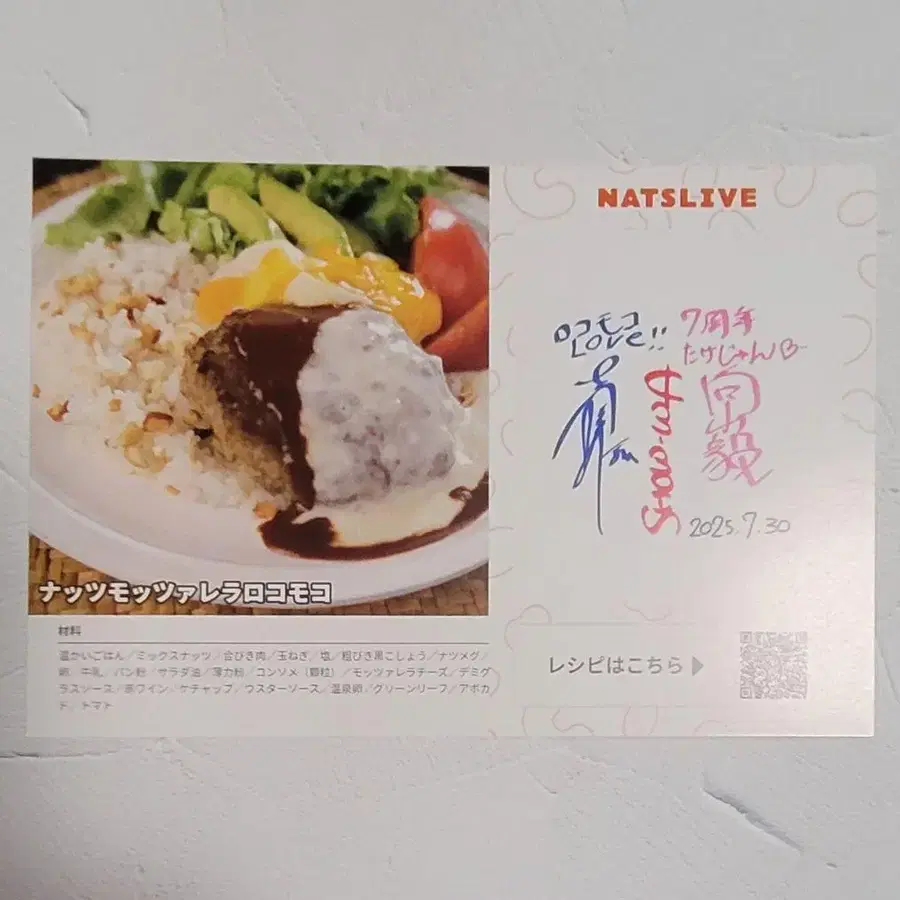 NATSLIVE
ロコモコ
Love!!
7周年
たけじゃん
2025.7.30
ナッツモッツァレラロコモコ
材料
温かいごはん／ミックスナッツ／合びき肉／玉ねぎ／塩／粗びき黒こしょう／ナツメグ／
卵／牛乳／パン粉／サラダ油／薄力粉／コンソメ（顆粒）／モッツァレラチーズ／デミグ
ラスソース／赤ワイン／ケチャップ／ウスターソース／温泉卵／グリーンリーフ／アボカ
ド／トマト
レシピはこちら